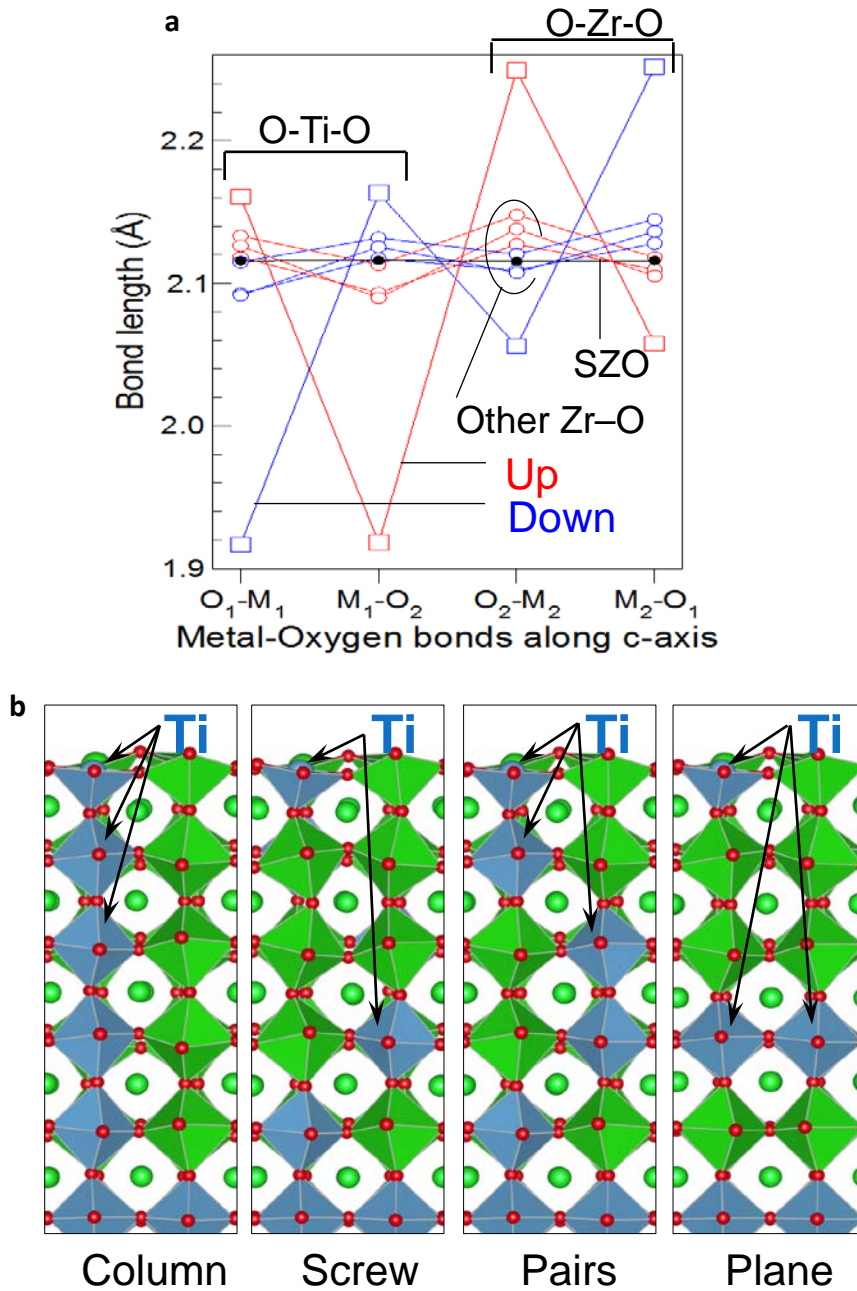 a
O-Zr-O
O-Ti-O
2.2
2.1
2.0
1.9
Bond length (Å)
SZO
Other Zr–O
Up
Down
O₁-M₁ M₁-O₂ O₂-M₂ M₂-O₁
Metal-Oxygen bonds along c-axis
b
Ti Ti Ti Ti
Column Screw Pairs Plane